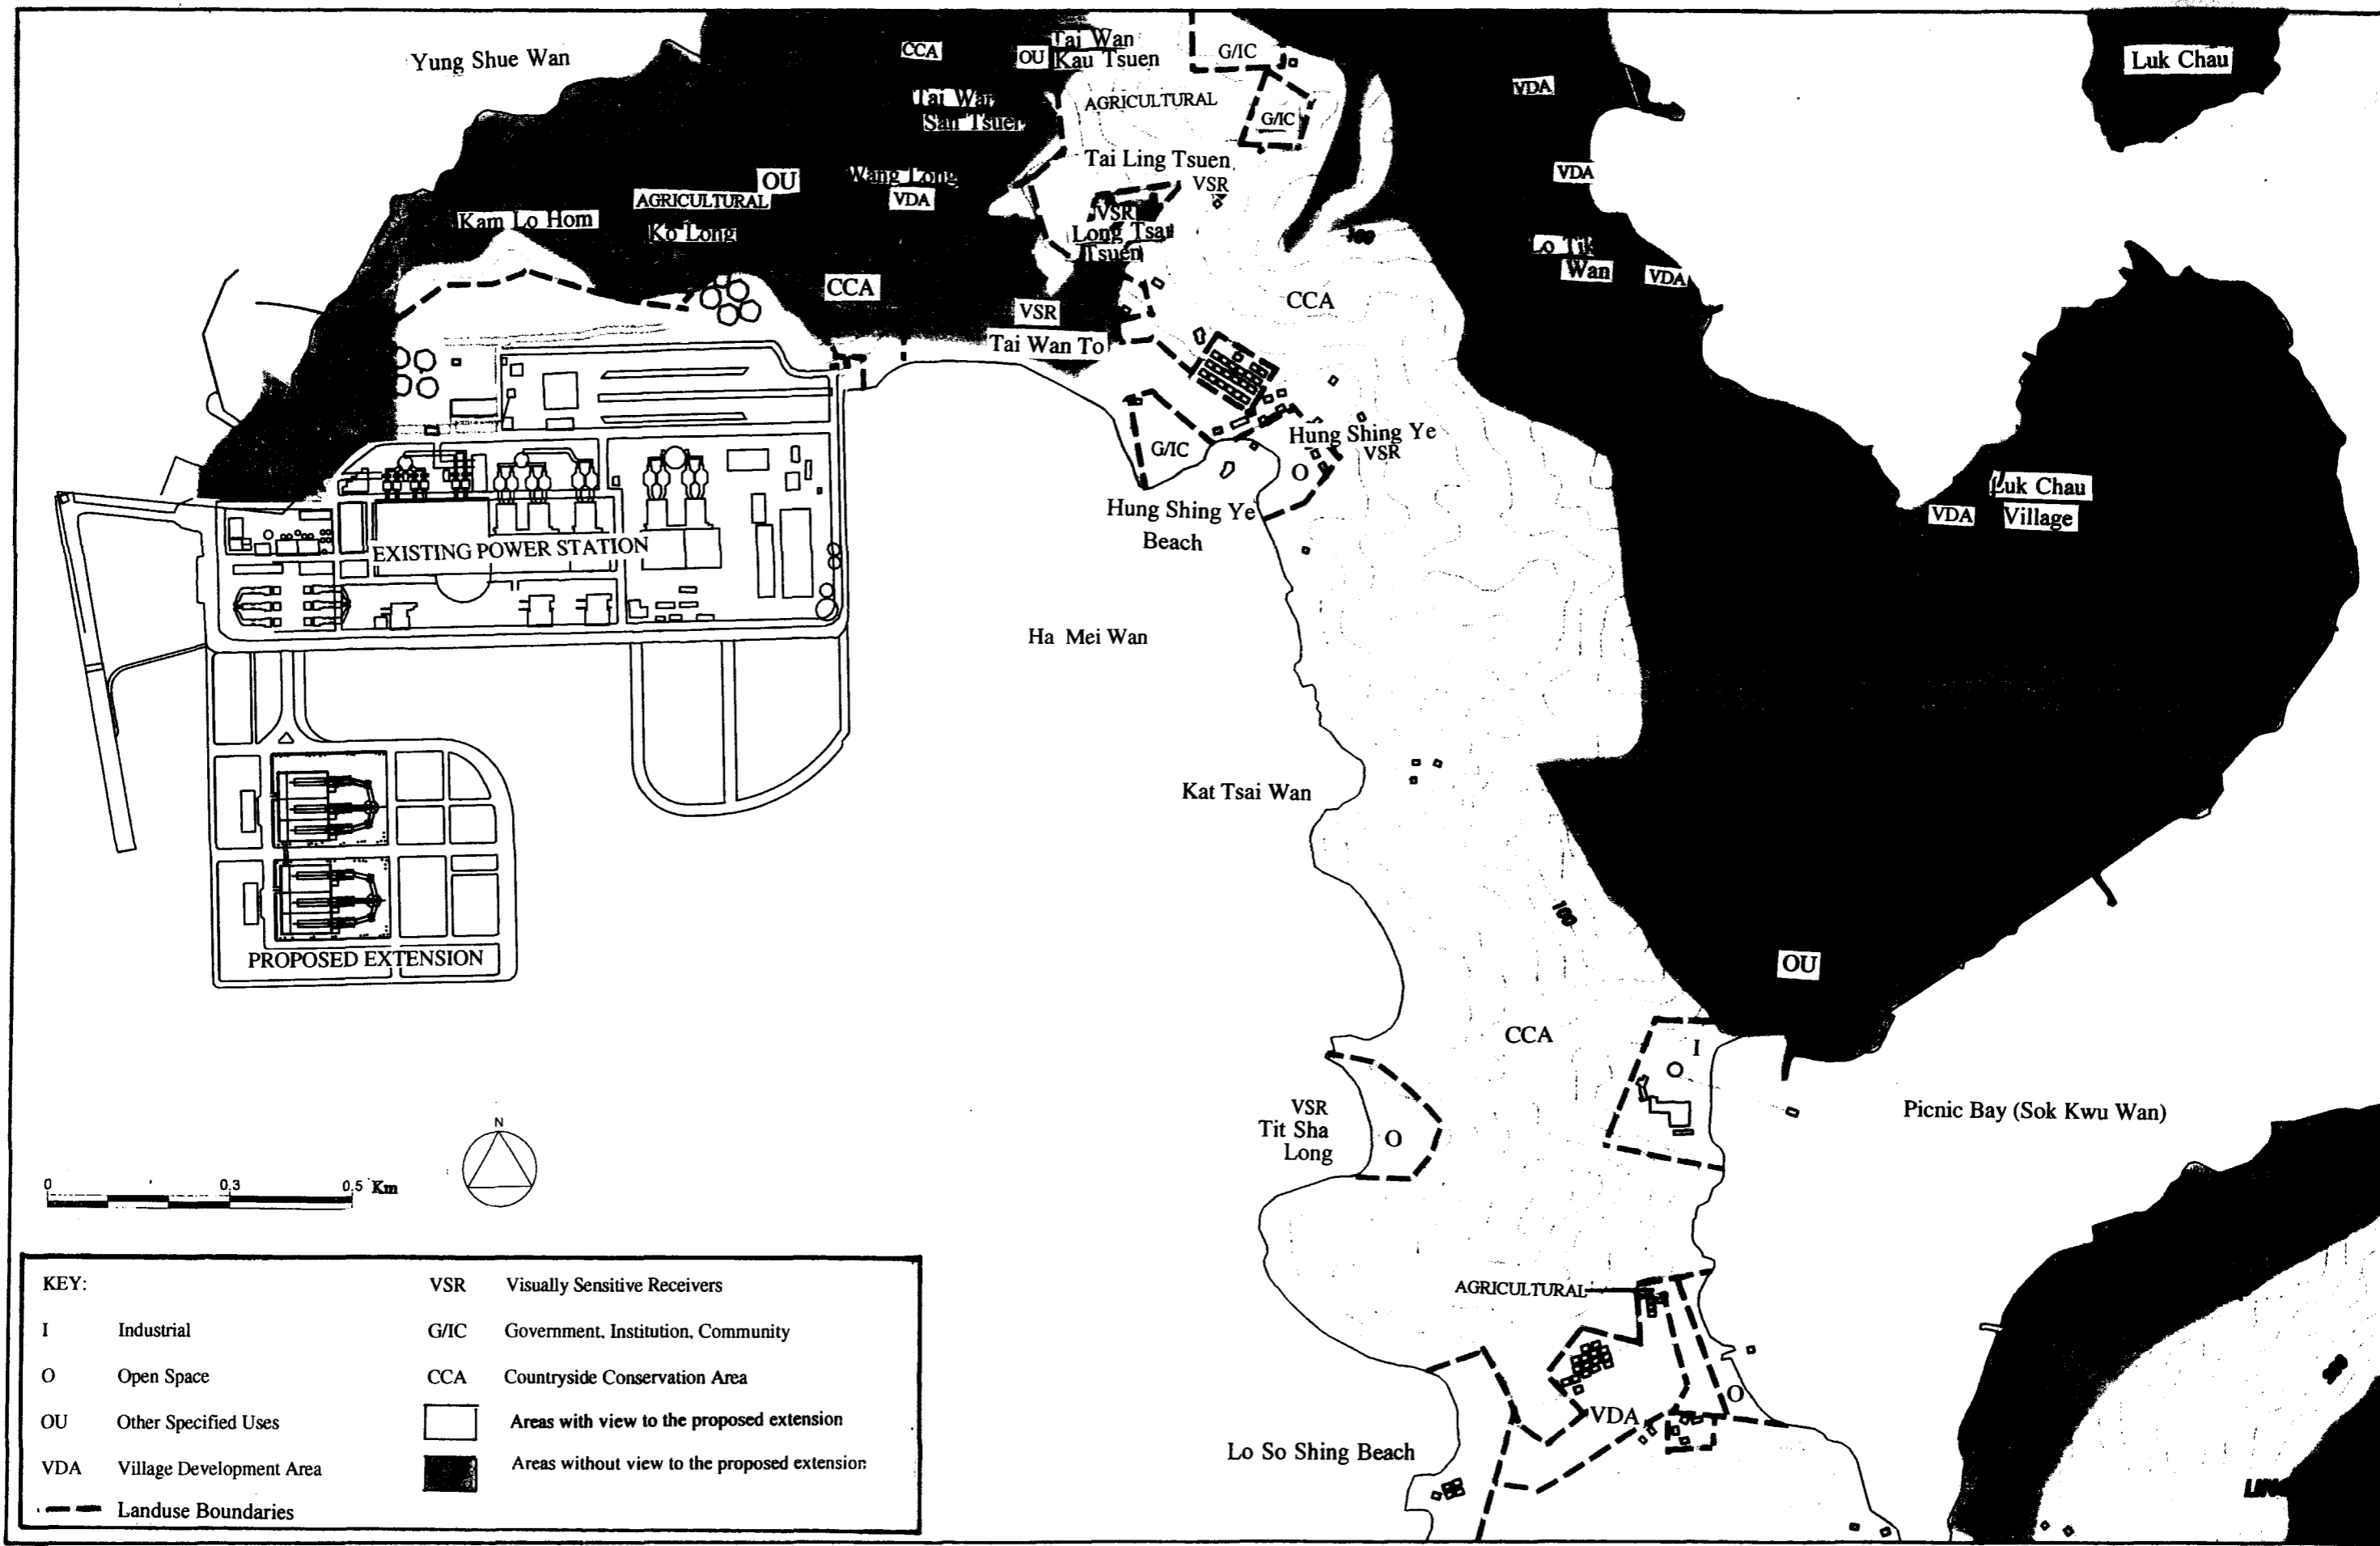 Yung Shue Wan
CCA
OU
Tai Wan
Kau Tsuen
G/IC
VDA
Luk Chau
Tai Wan
San Tsuen
AGRICULTURAL
G/IC
Tai Ling Tsuen
VSR
VDA
OU
AGRICULTURAL
Wang Long
VDA
Kam Lo Hom
Ko Long
VSR
Long Tsai
Tsuen
100
Lo Tik
Wan
VDA
CCA
CCA
VSR
Tai Wan To
G/IC
Hung Shing Ye
VSR
O
Hung Shing Ye
Beach
Luk Chau
Village
VDA
EXISTING POWER STATION
Ha Mei Wan
Kat Tsai Wan
100
PROPOSED EXTENSION
OU
CCA
I
O
VSR
Tit Sha
Long
O
Picnic Bay (Sok Kwu Wan)
N
0
0.3
0.5 Km
AGRICULTURAL
VDA
O
Lo So Shing Beach
KEY:
I Industrial
O Open Space
OU Other Specified Uses
VDA Village Development Area
Landuse Boundaries
VSR Visually Sensitive Receivers
G/IC Government, Institution, Community
CCA Countryside Conservation Area
Areas with view to the proposed extension
Areas without view to the proposed extension